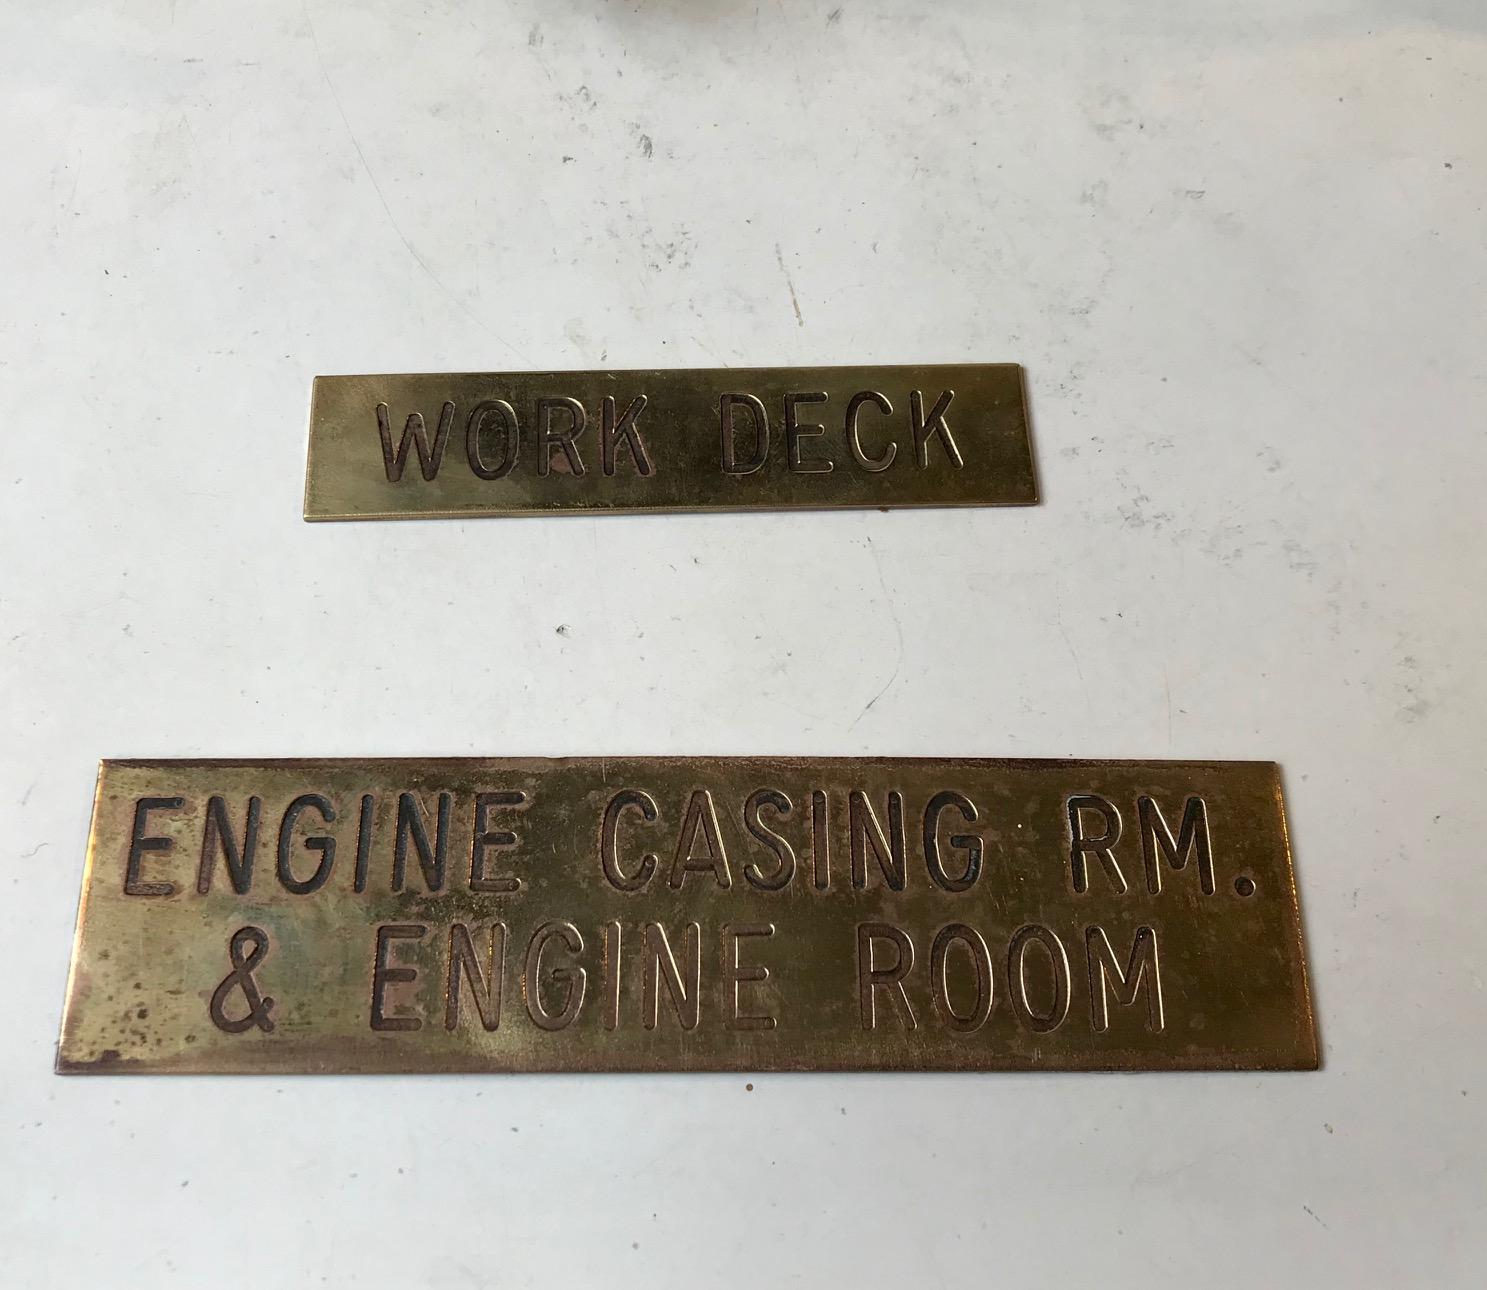 WORK DECK
ENGINE CASING RM.
& ENGINE ROOM